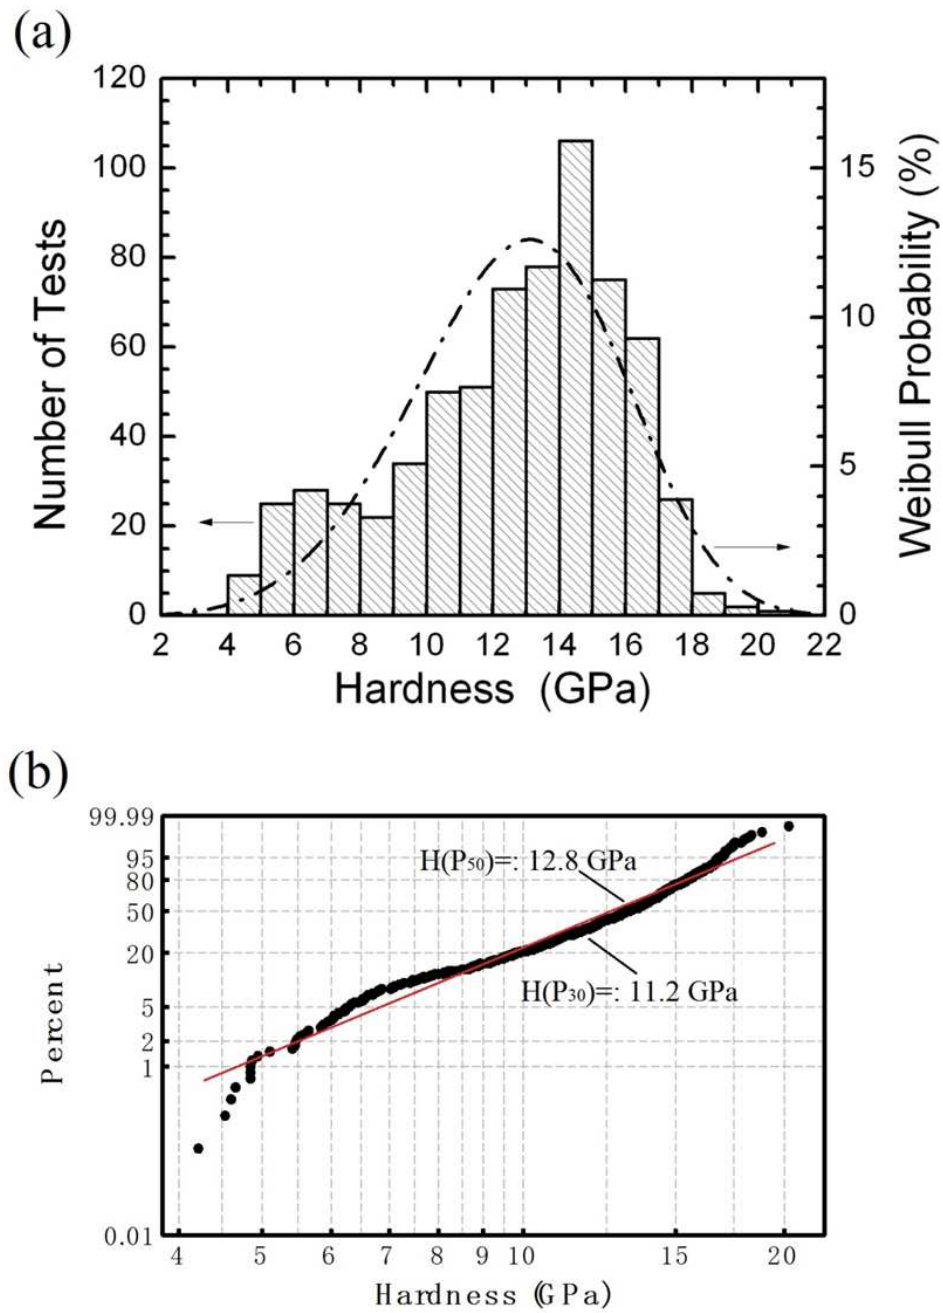 (a)
120
100
80
60
40
20
0
Number of Tests
15
10
5
0
Weibull Probability (%)
2 4 6 8 10 12 14 16 18 20 22
Hardness (GPa)
(b)
99.99
95
80
50
20
5
2
1
0.01
Percent
H(P50)=: 12.8 GPa
H(P30)=: 11.2 GPa
4 5 6 7 8 9 10 15 20
Hardness (GPa)